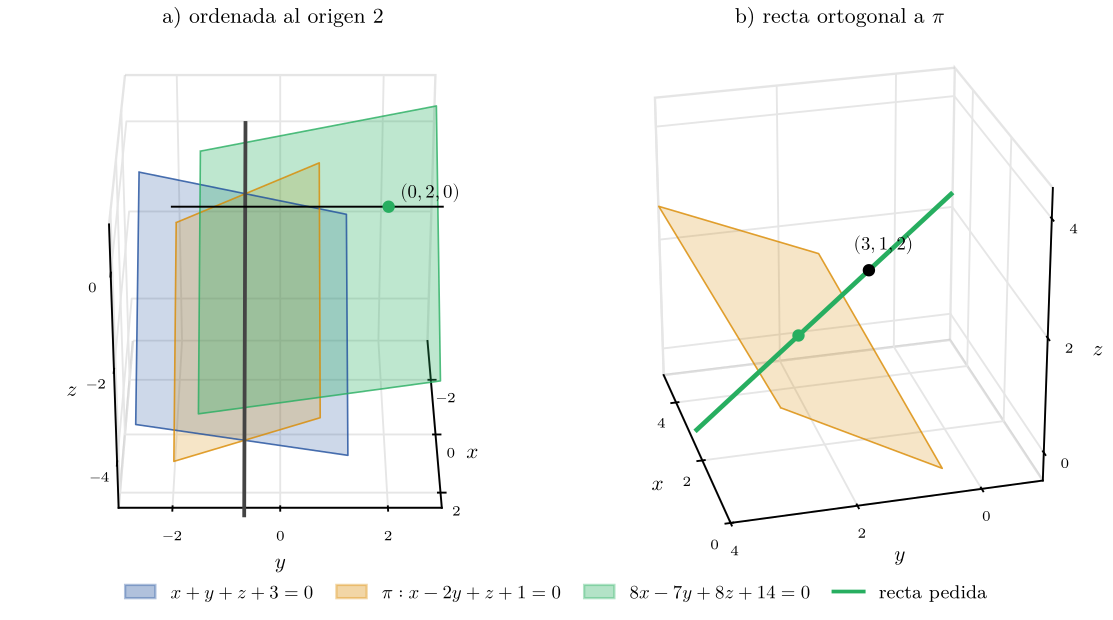 a) ordenada al origen 2
b) recta ortogonal a π
(0, 2, 0)
(3, 1, 2)
0
−2
−4
z
−2
0
2
x
−2
0
2
y
4
2
0
z
4
2
0
x
4
2
0
y
x + y + z + 3 = 0
π : x − 2y + z + 1 = 0
8x − 7y + 8z + 14 = 0
recta pedida